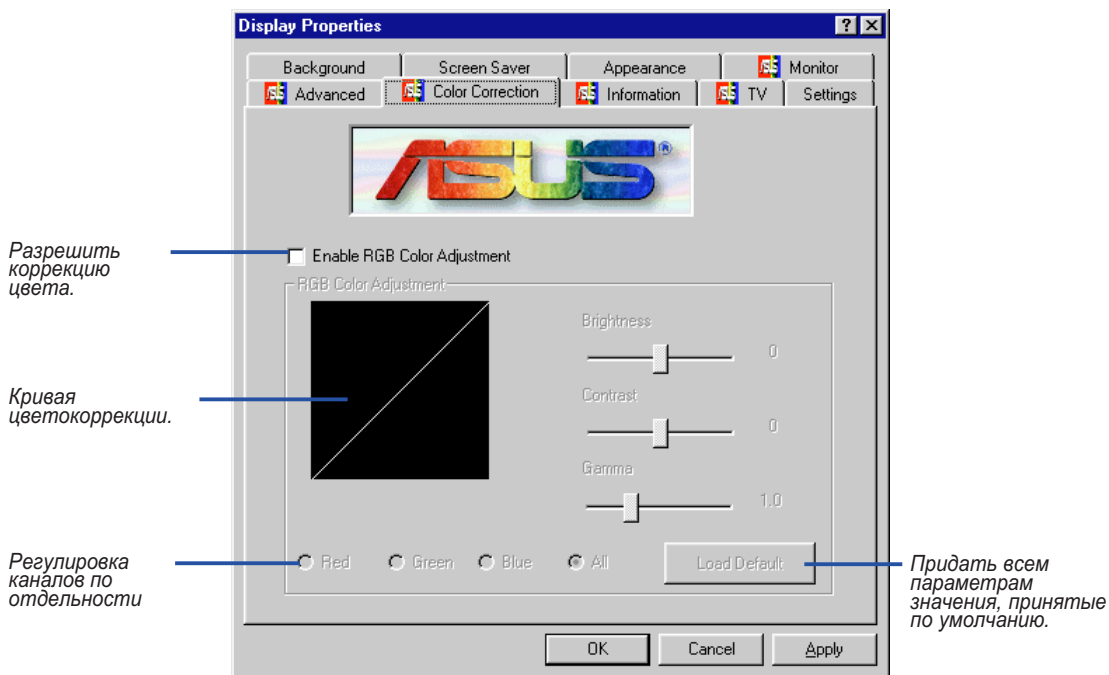 Display Properties
Background Screen Saver Appearance Monitor
Advanced Color Correction Information TV Settings
ASUS®
Разрешить
коррекцию
цвета.
Enable RGB Color Adjustment
RGB Color Adjustment
Brightness
0
Кривая
цветокоррекции.
Contrast
0
Gamma
1.0
Регулировка
каналов по
отдельности
Red Green Blue All Load Default
Придать всем
параметрам
значения, принятые
по умолчанию.
OK Cancel Apply